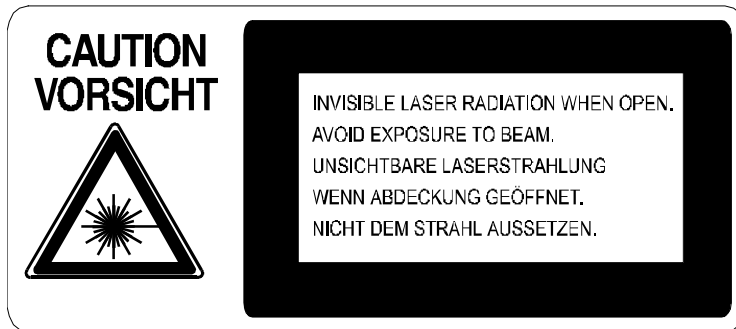 CAUTION
VORSICHT
INVISIBLE LASER RADIATION WHEN OPEN.
AVOID EXPOSURE TO BEAM.
UNSICHTBARE LASERSTRAHLUNG
WENN ABDECKUNG GEÖFFNET.
NICHT DEM STRAHL AUSSETZEN.